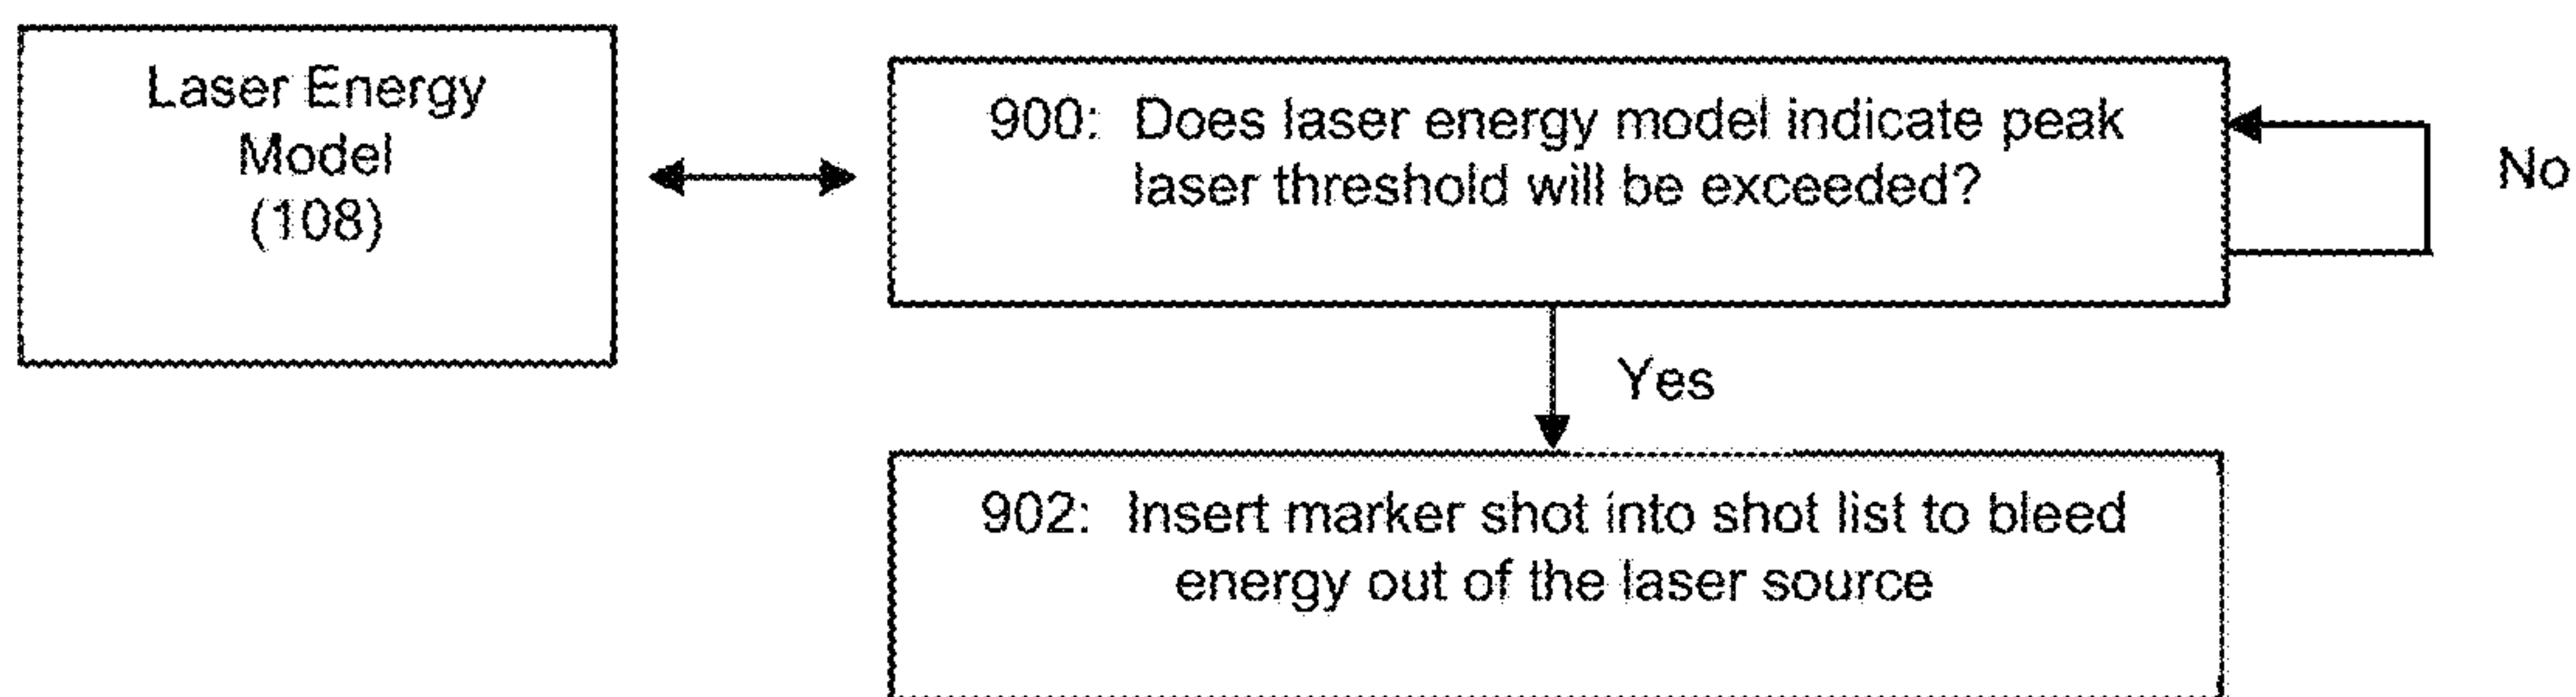 Laser Energy
Model
(108)
900: Does laser energy model indicate peak
laser threshold will be exceeded?
No
Yes
902: Insert marker shot into shot list to bleed
energy out of the laser source